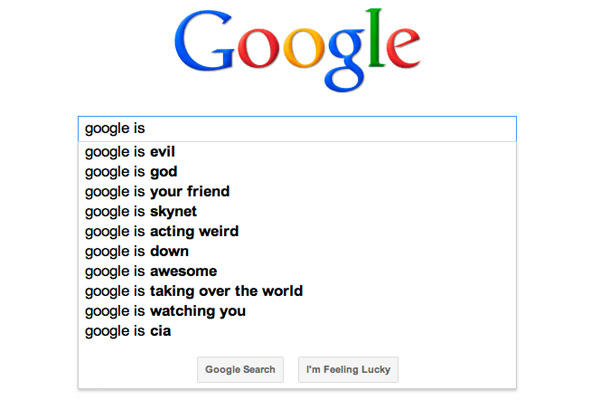 Google
google is
google is evil
google is god
google is your friend
google is skynet
google is acting weird
google is down
google is awesome
google is taking over the world
google is watching you
google is cia
Google Search I'm Feeling Lucky